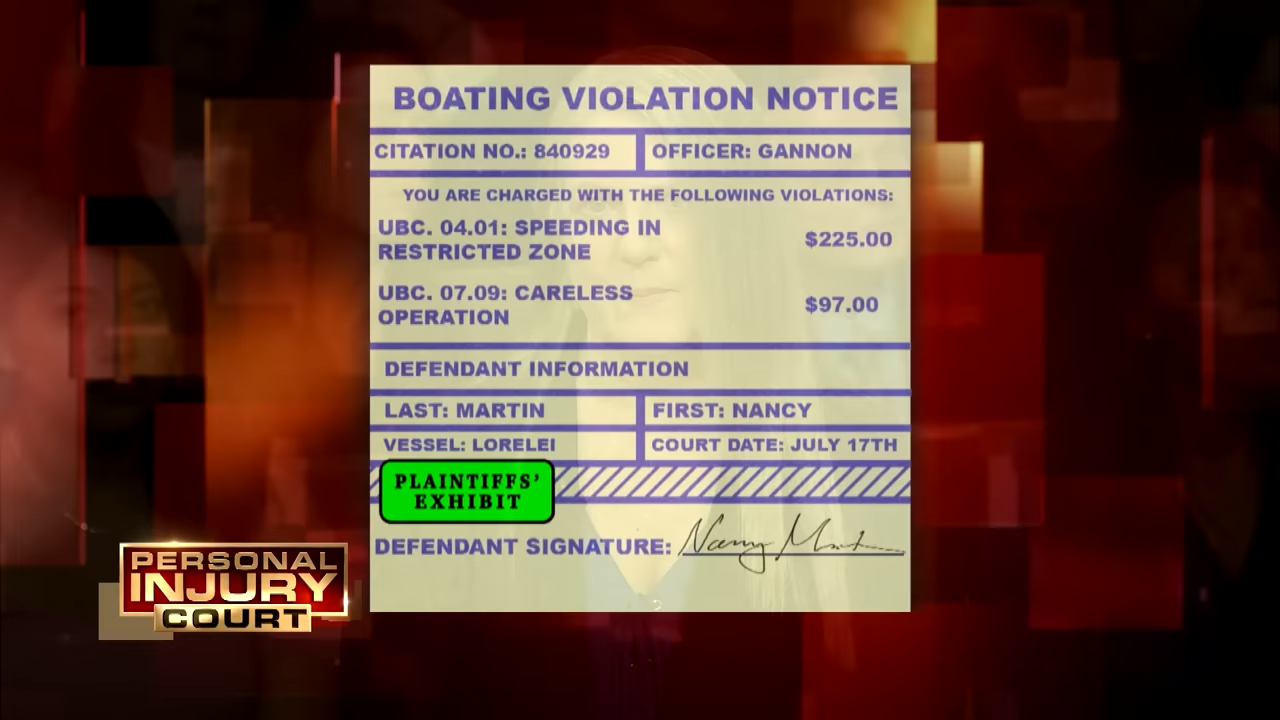 BOATING VIOLATION NOTICE
CITATION NO.: 840929
OFFICER: GANNON
YOU ARE CHARGED WITH THE FOLLOWING VIOLATIONS:
UBC. 04.01: SPEEDING IN
RESTRICTED ZONE
$225.00
UBC. 07.09: CARELESS
OPERATION
$97.00
DEFENDANT INFORMATION
LAST: MARTIN
FIRST: NANCY
VESSEL: LORELEI
COURT DATE: JULY 17TH
PLAINTIFFS'
EXHIBIT
DEFENDANT SIGNATURE: Nancy Martin
PERSONAL
INJURY
COURT